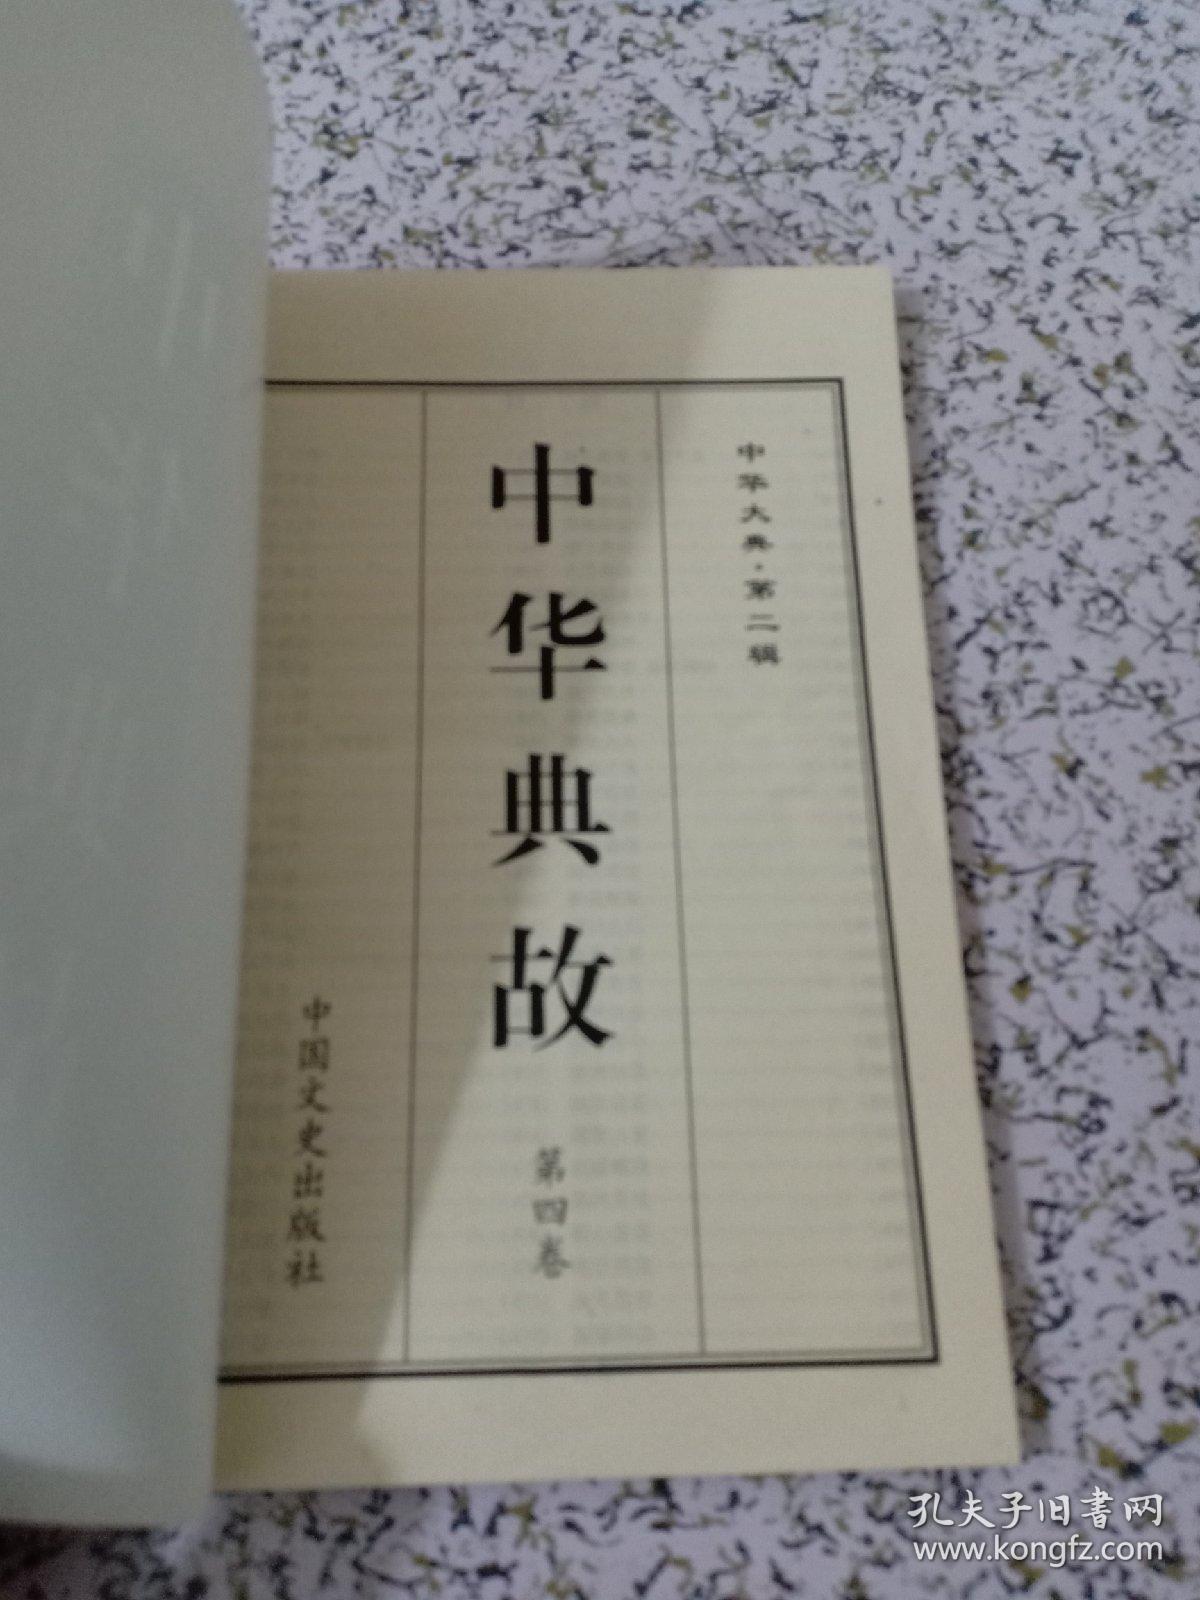 中华大典·第二辑
中华典故
第四卷
中国文史出版社
孔夫子旧书网
www.kongfz.com